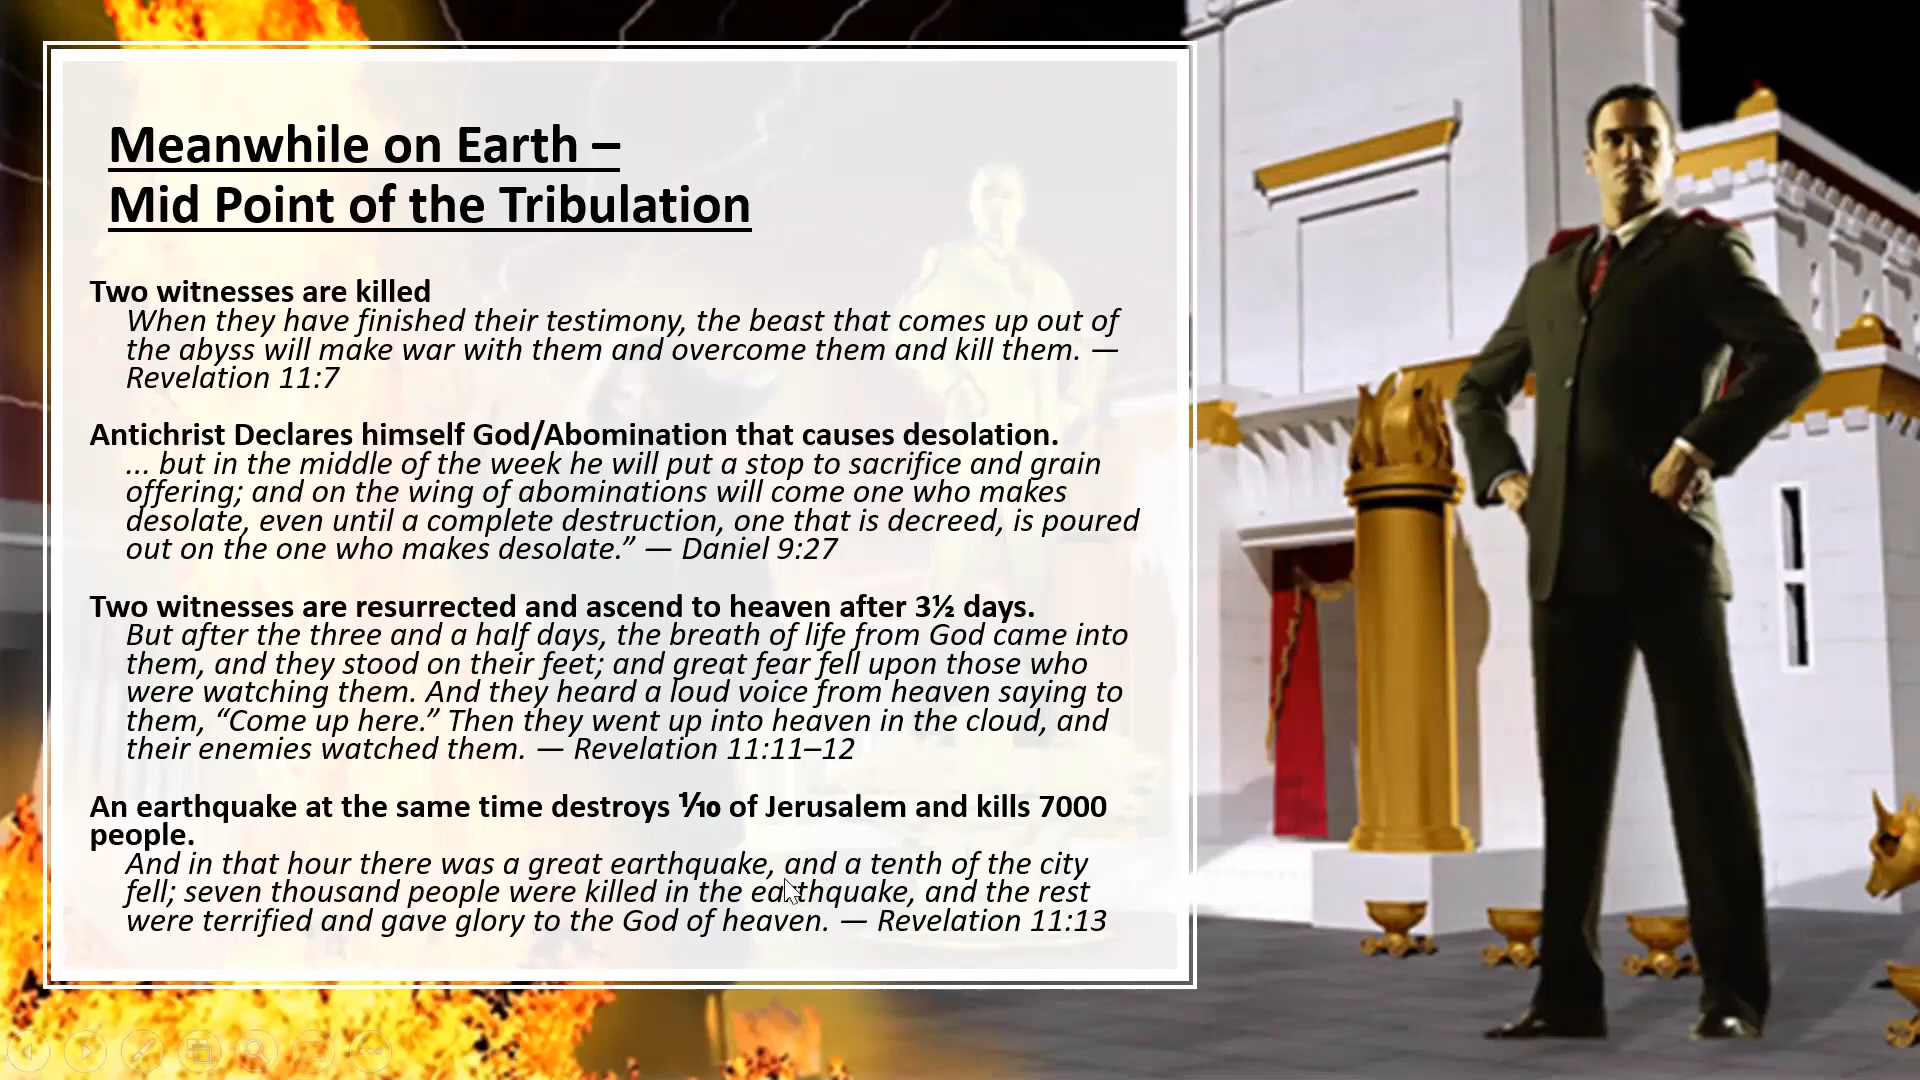 Meanwhile on Earth –
Mid Point of the Tribulation
Two witnesses are killed
When they have finished their testimony, the beast that comes up out of
the abyss will make war with them and overcome them and kill them. —
Revelation 11:7
Antichrist Declares himself God/Abomination that causes desolation.
... but in the middle of the week he will put a stop to sacrifice and grain
offering; and on the wing of abominations will come one who makes
desolate, even until a complete destruction, one that is decreed, is poured
out on the one who makes desolate.” — Daniel 9:27
Two witnesses are resurrected and ascend to heaven after 3½ days.
But after the three and a half days, the breath of life from God came into
them, and they stood on their feet; and great fear fell upon those who
were watching them. And they heard a loud voice from heaven saying to
them, “Come up here.” Then they went up into heaven in the cloud, and
their enemies watched them. — Revelation 11:11–12
An earthquake at the same time destroys ⅒ of Jerusalem and kills 7000
people.
And in that hour there was a great earthquake, and a tenth of the city
fell; seven thousand people were killed in the earthquake, and the rest
were terrified and gave glory to the God of heaven. — Revelation 11:13